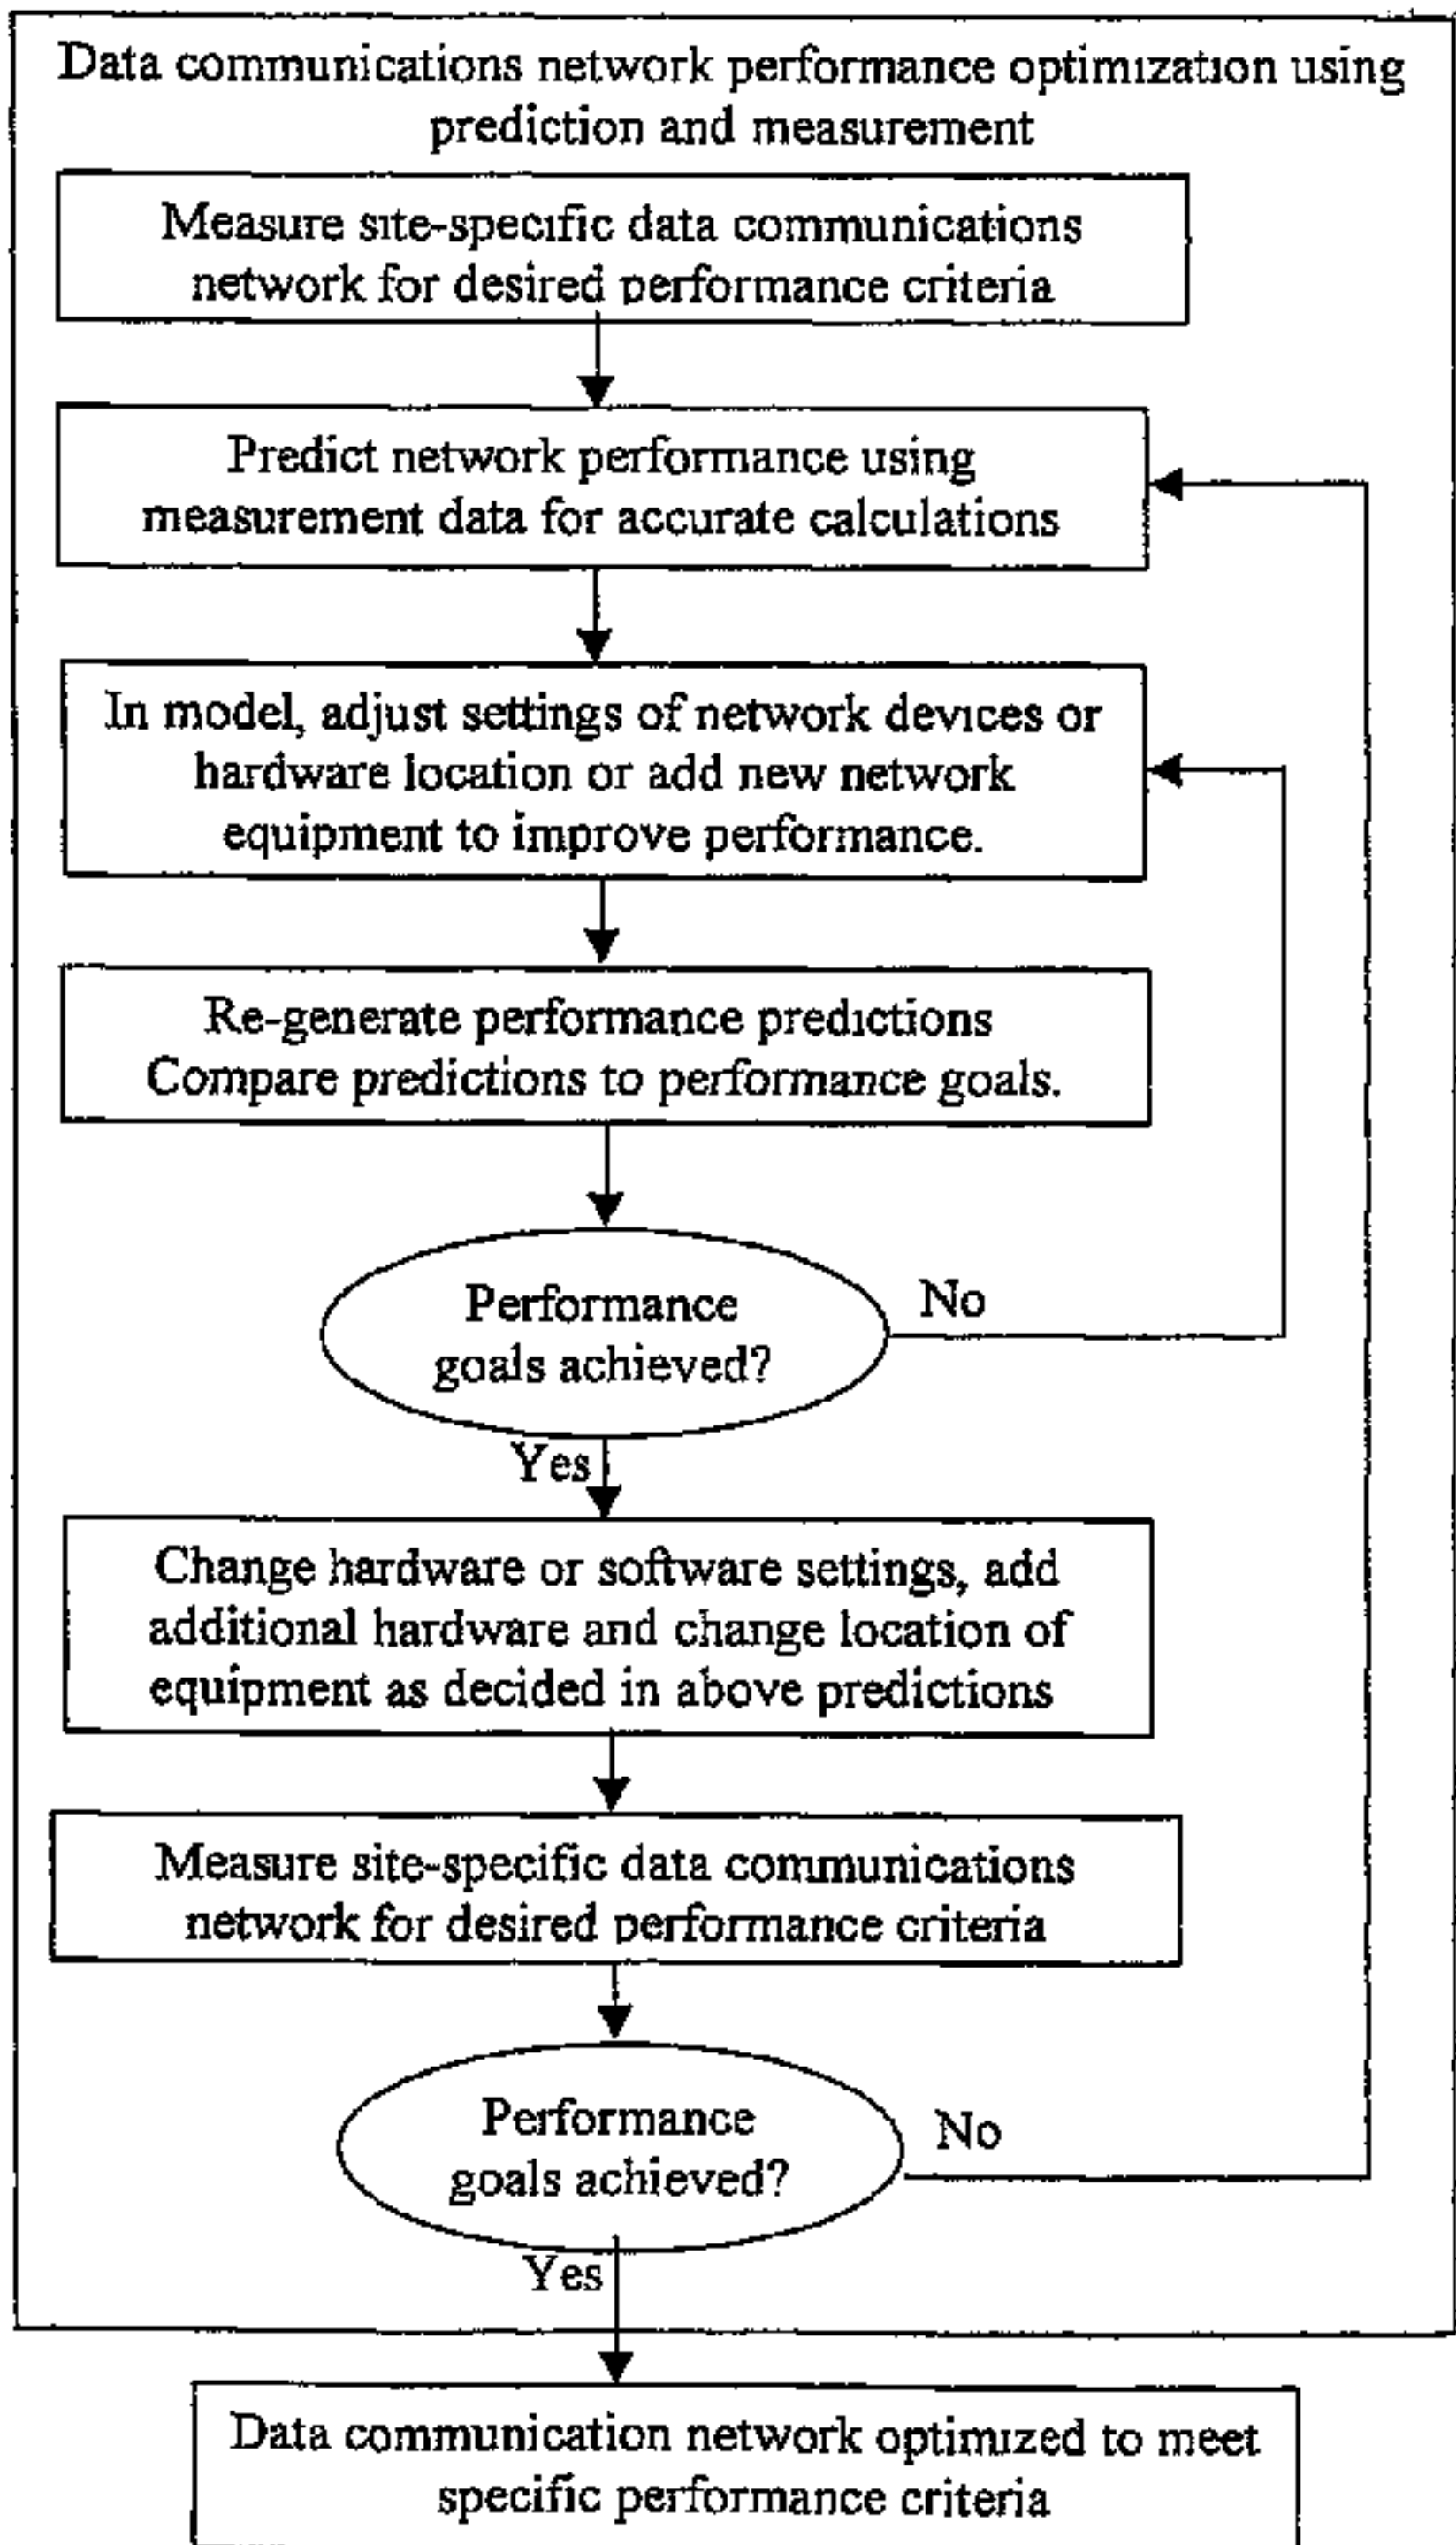 Data communications network performance optimization using
prediction and measurement
Measure site-specific data communications
network for desired performance criteria
Predict network performance using
measurement data for accurate calculations
In model, adjust settings of network devices or
hardware location or add new network
equipment to improve performance.
Re-generate performance predictions
Compare predictions to performance goals.
Performance
goals achieved?
No
Yes
Change hardware or software settings, add
additional hardware and change location of
equipment as decided in above predictions
Measure site-specific data communications
network for desired performance criteria
Performance
goals achieved?
No
Yes
Data communication network optimized to meet
specific performance criteria